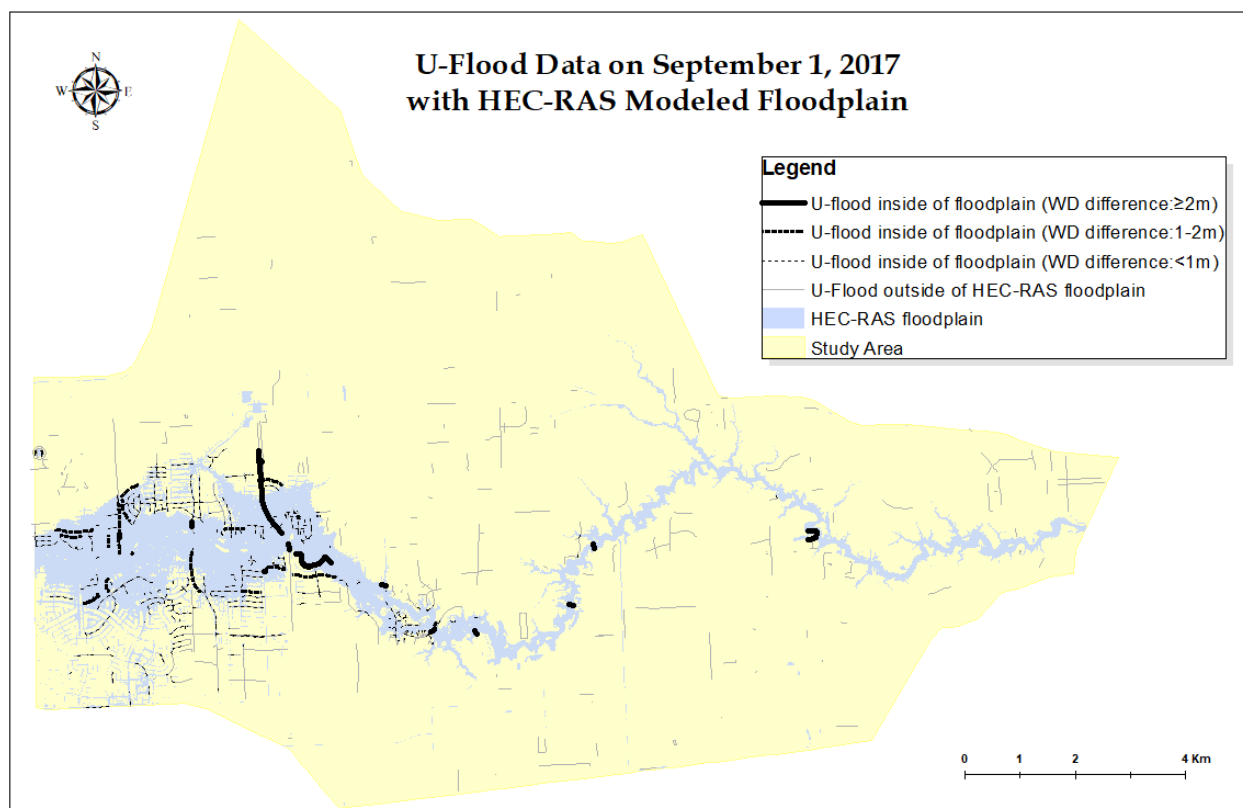 U-Flood Data on September 1, 2017
with HEC-RAS Modeled Floodplain
N
W
E
S
Legend
U-flood inside of floodplain (WD difference:≥2m)
U-flood inside of floodplain (WD difference:1-2m)
U-flood inside of floodplain (WD difference:<1m)
U-Flood outside of HEC-RAS floodplain
HEC-RAS floodplain
Study Area
0 1 2 4 Km